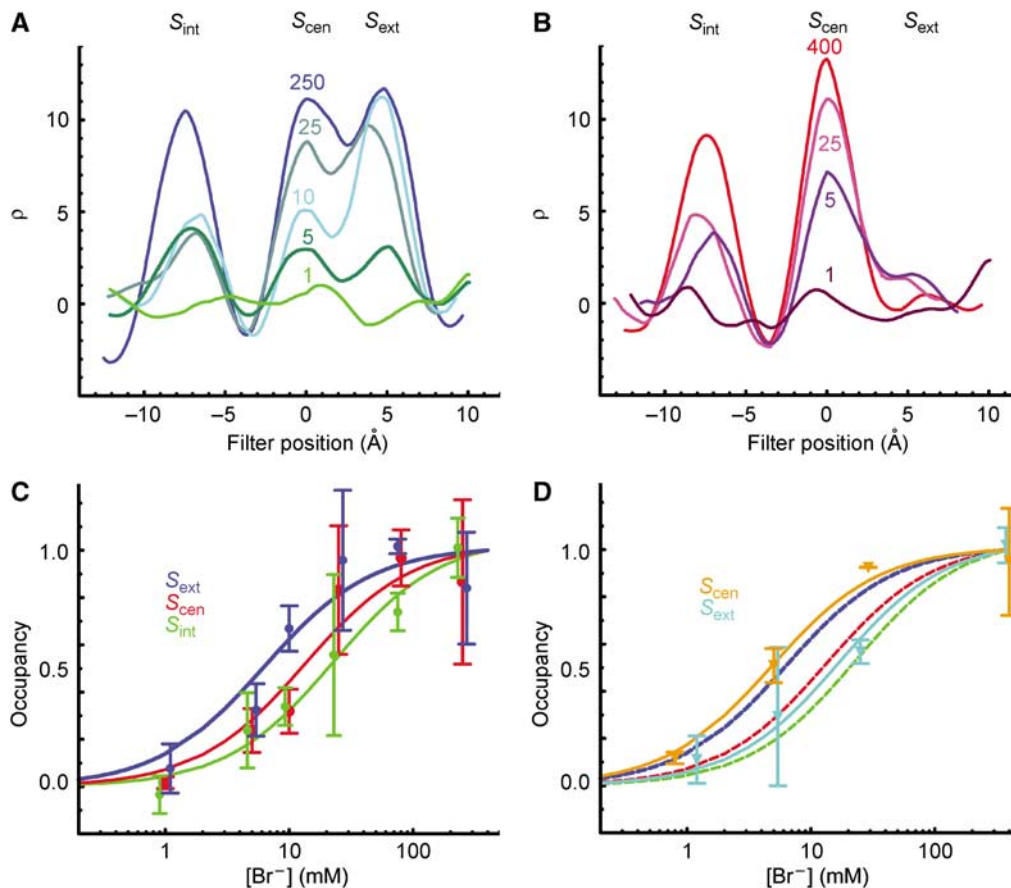 A
S_int
S_cen
S_ext
250
25
10
5
1
10
5
0
ρ
−10
−5
0
5
10
Filter position (Å)
B
S_int
S_cen
S_ext
400
25
5
1
10
5
0
ρ
−10
−5
0
5
10
Filter position (Å)
C
S_ext
S_cen
S_int
1.0
0.5
0.0
Occupancy
1
10
100
[Br⁻] (mM)
D
S_cen
S_ext
1.0
0.5
0.0
Occupancy
1
10
100
[Br⁻] (mM)